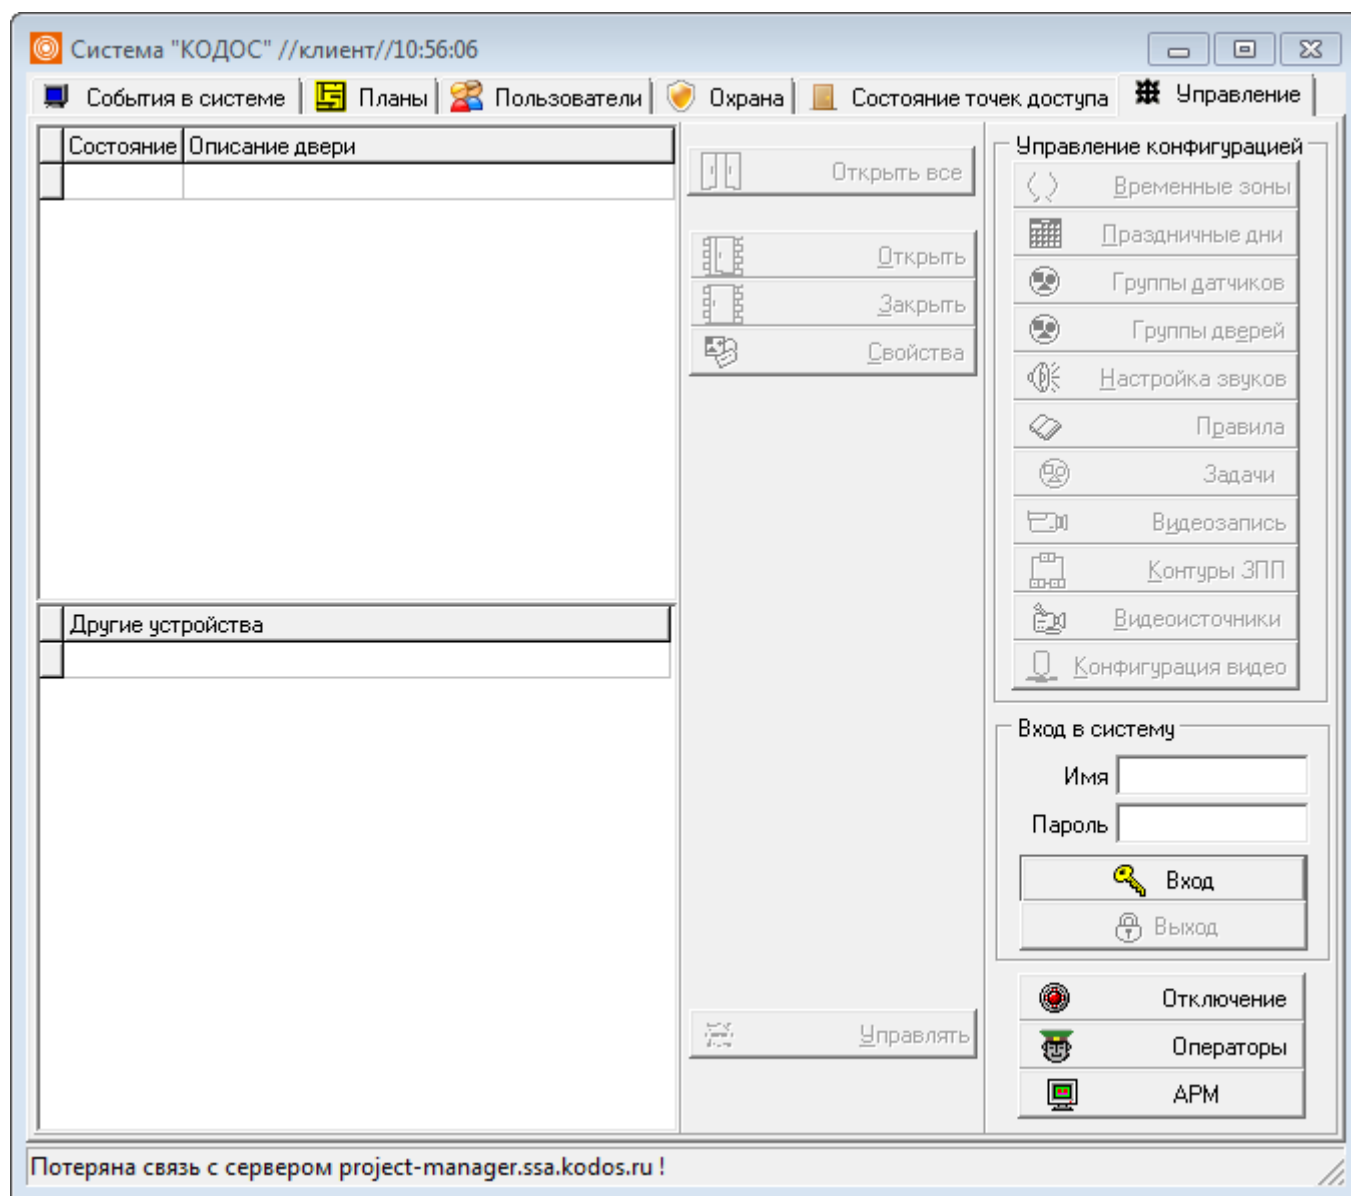 Система "КОДОС" //клиент//10:56:06
События в системе Планы Пользователи Охрана Состояние точек доступа Управление
Состояние Описание двери
Открыть все
Открыть
Закрыть
Свойства
Другие устройства
Управлять
Управление конфигурацией
Временные зоны
Праздничные дни
Группы датчиков
Группы дверей
Настройка звуков
Правила
Задачи
Видеозапись
Контуры ЗПП
Видеоисточники
Конфигурация видео
Вход в систему
Имя
Пароль
Вход
Выход
Отключение
Операторы
АРМ
Потеряна связь с сервером project-manager.ssa.kodos.ru !